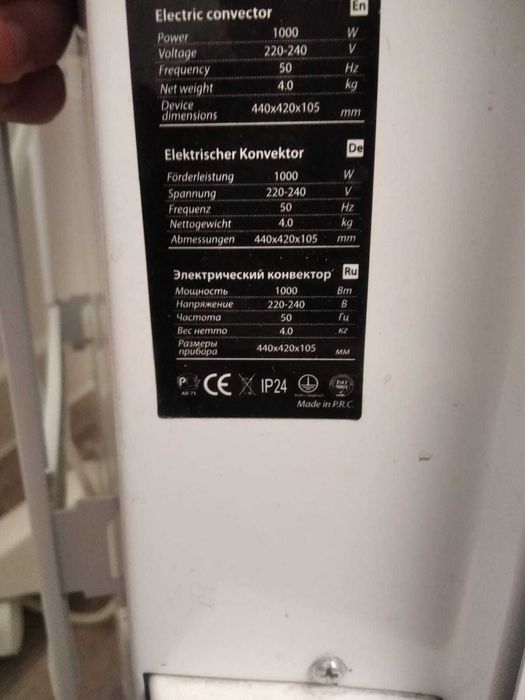 Electric convector En
Power 1000 W
Voltage 220-240 V
Frequency 50 Hz
Net weight 4.0 kg
Device dimensions 440x420x105 mm
Elektrischer Konvektor De
Förderleistung 1000 W
Spannung 220-240 V
Frequenz 50 Hz
Nettogewicht 4.0 kg
Abmessungen 440x420x105 mm
Электрический конвектор Ru
Мощность 1000 Вт
Напряжение 220-240 В
Частота 50 Гц
Вес нетто 4.0 кг
Размеры прибора 440x420x105 мм
CE IP24 ISO
Made in P.R.C.